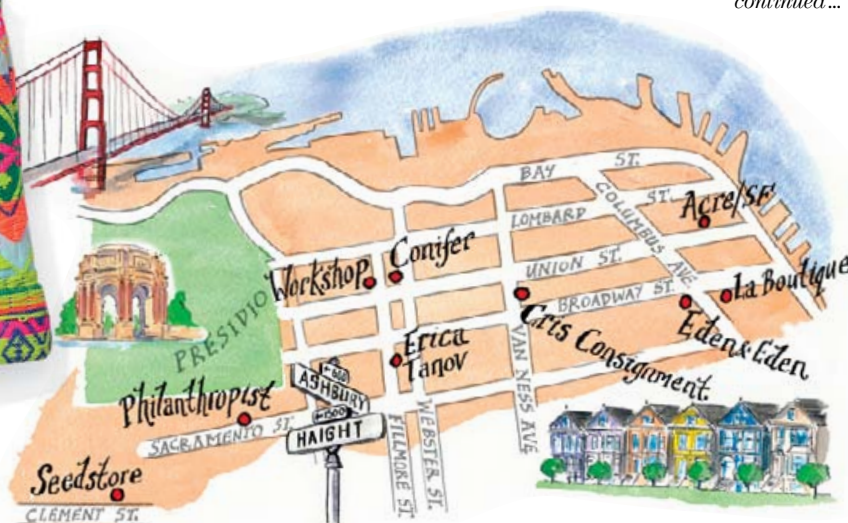 continued...
BAY ST.
COLUMBUS AVE.
LOMBARD ST.
Acre/SF
Conifer
Workshop
UNION ST.
La Boutique
BROADWAY ST.
Cris Consignment
Eden & Eden
PRESIDIO
Erica
Tanov
VAN NESS AVE.
ASHBURY
HAIGHT
Philanthropist
SACRAMENTO ST.
FILLMORE ST.
WEBSTER ST.
Seedstore
CLEMENT ST.